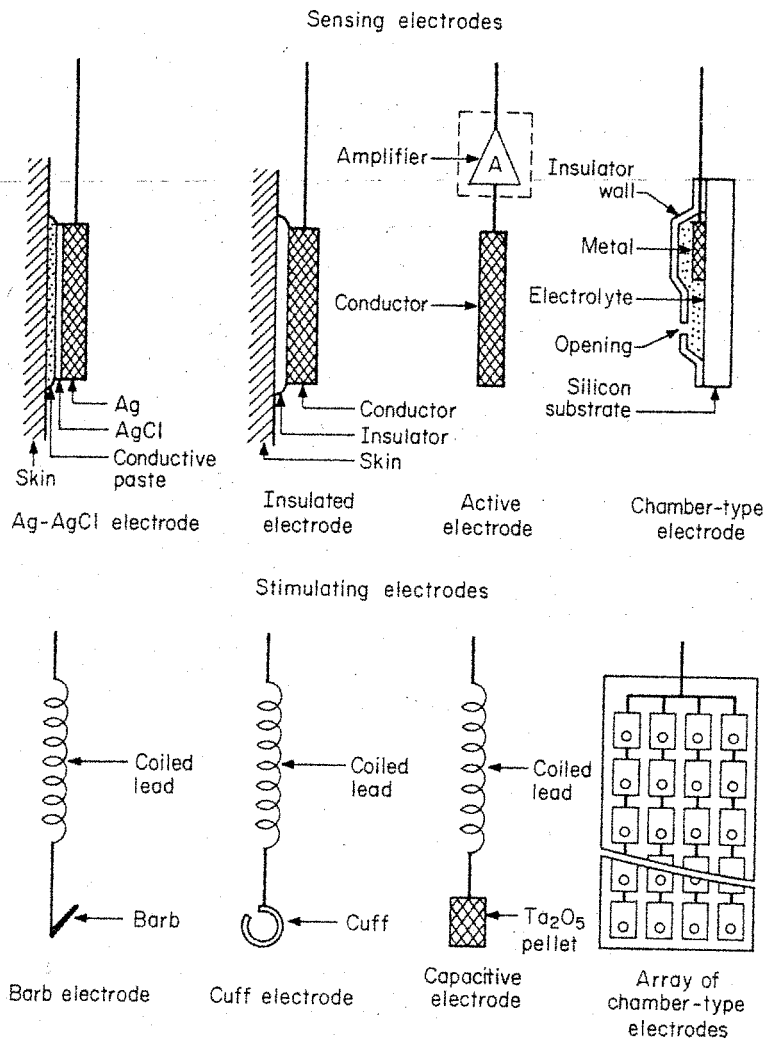 Sensing electrodes
Amplifier
A
Insulator
wall
Metal
Conductor
Electrolyte
Opening
Silicon
substrate
Ag
AgCl
Conductive
paste
Skin
Conductor
Insulator
Skin
Ag-AgCl electrode
Insulated
electrode
Active
electrode
Chamber-type
electrode
Stimulating electrodes
Coiled
lead
Coiled
lead
Coiled
lead
Barb
Cuff
Ta₂O₅
pellet
Barb electrode
Cuff electrode
Capacitive
electrode
Array of
chamber-type
electrodes